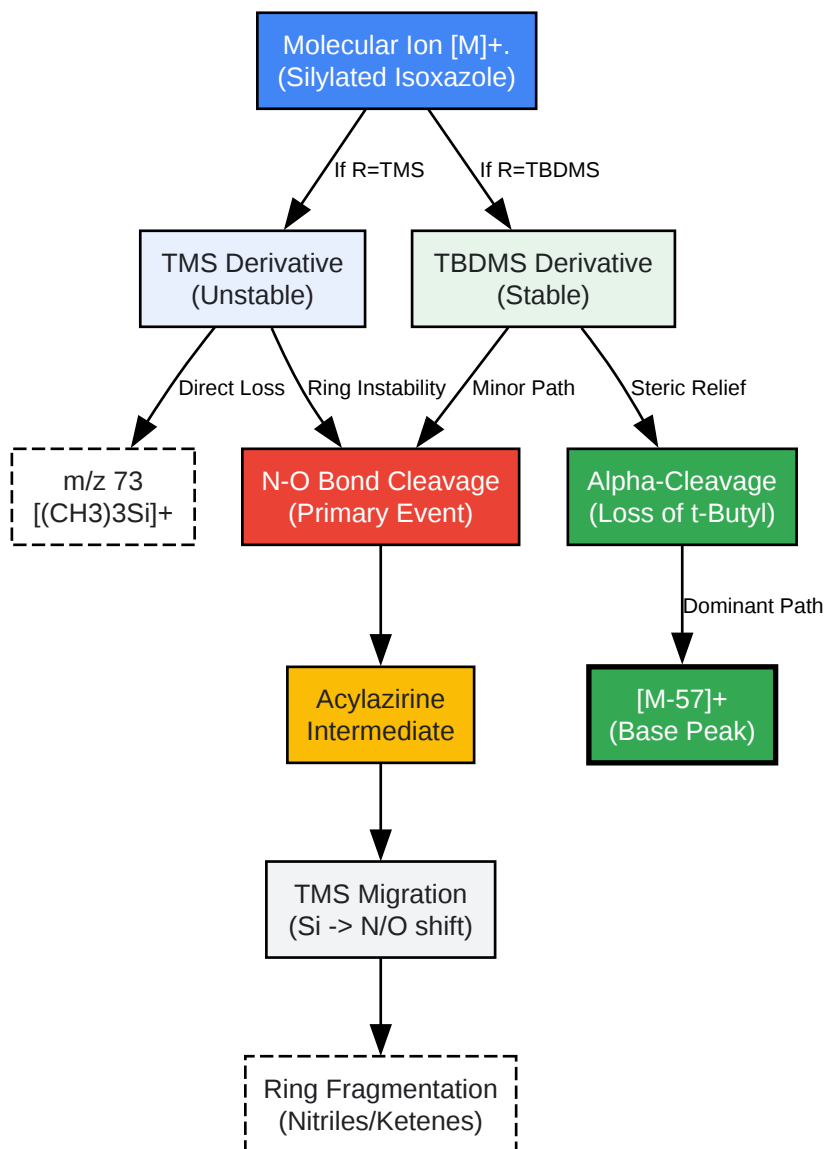 Molecular Ion [M]+.
(Silylated Isoxazole)
If R=TMS
If R=TBDMS
TMS Derivative
(Unstable)
TBDMS Derivative
(Stable)
Direct Loss
Ring Instability
Minor Path
Steric Relief
m/z 73
[(CH3)3Si]+
N-O Bond Cleavage
(Primary Event)
Alpha-Cleavage
(Loss of t-Butyl)
Dominant Path
Acylazirine
Intermediate
[M-57]+
(Base Peak)
TMS Migration
(Si -> N/O shift)
Ring Fragmentation
(Nitriles/Ketenes)